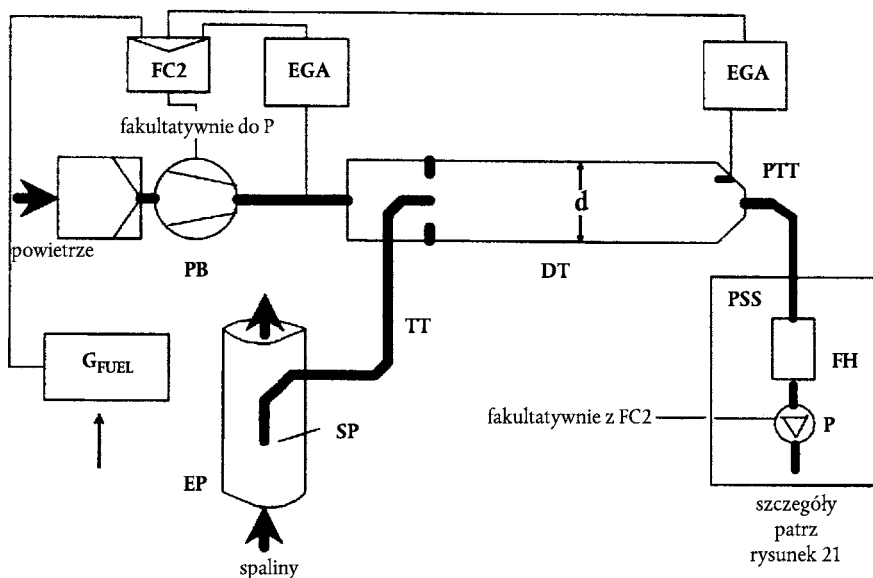 FC2
EGA
EGA
fakultatywnie do P
PTT
d
powietrze
PB
DT
PSS
TT
G_FUEL
FH
fakultatywnie z FC2
P
SP
EP
szczegóły
patrz
rysunek 21
spaliny